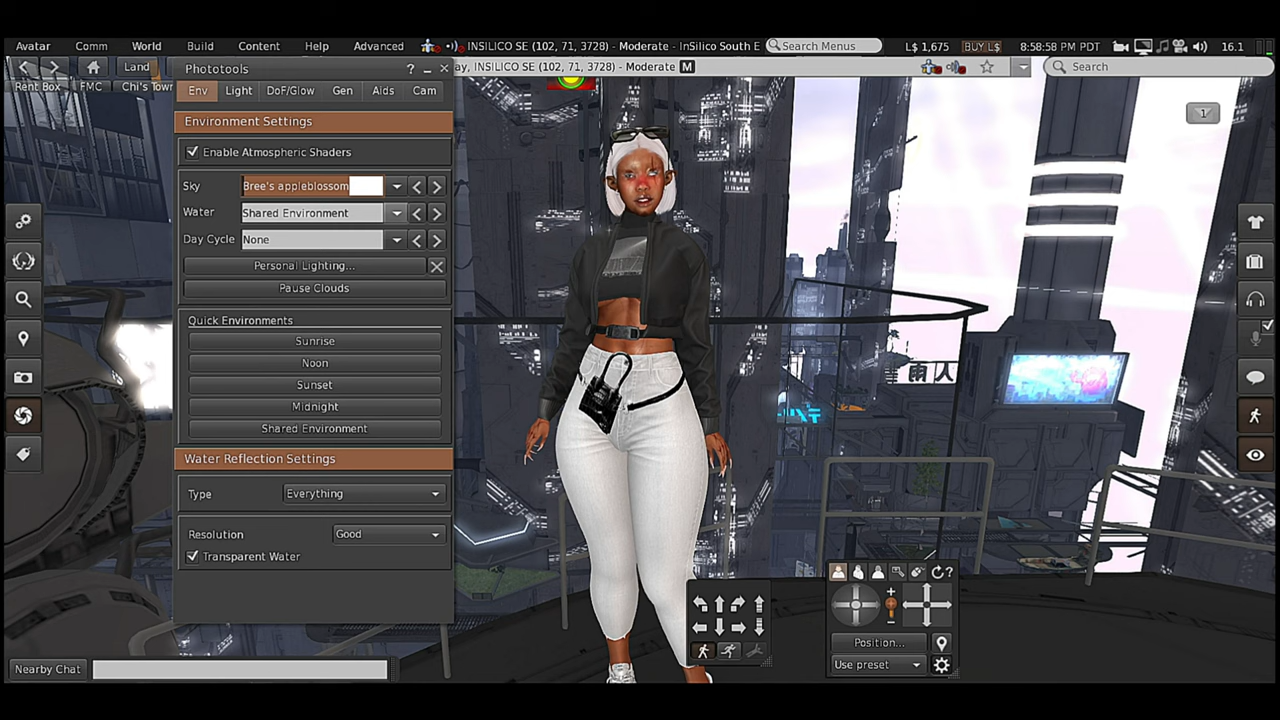 Avatar Comm World Build Content Help Advanced INSILICO SE (102, 71, 3728) - Moderate - InSilico South E Search Menus L$ 1,675 BUY L$ 8:58:58 PM PDT 16.1
Land
ay, INSILICO SE (102, 71, 3728) - Moderate M
Search
Rent Box FMC Chi's Town
Phototools ?
Env Light DoF/Glow Gen Aids Cam
Environment Settings
Enable Atmospheric Shaders
Sky Bree's appleblossom
Water Shared Environment
Day Cycle None
Personal Lighting...
Pause Clouds
Quick Environments
Sunrise
Noon
Sunset
Midnight
Shared Environment
Water Reflection Settings
Type Everything
Resolution Good
Transparent Water
1
?
Position...
Use preset
Nearby Chat